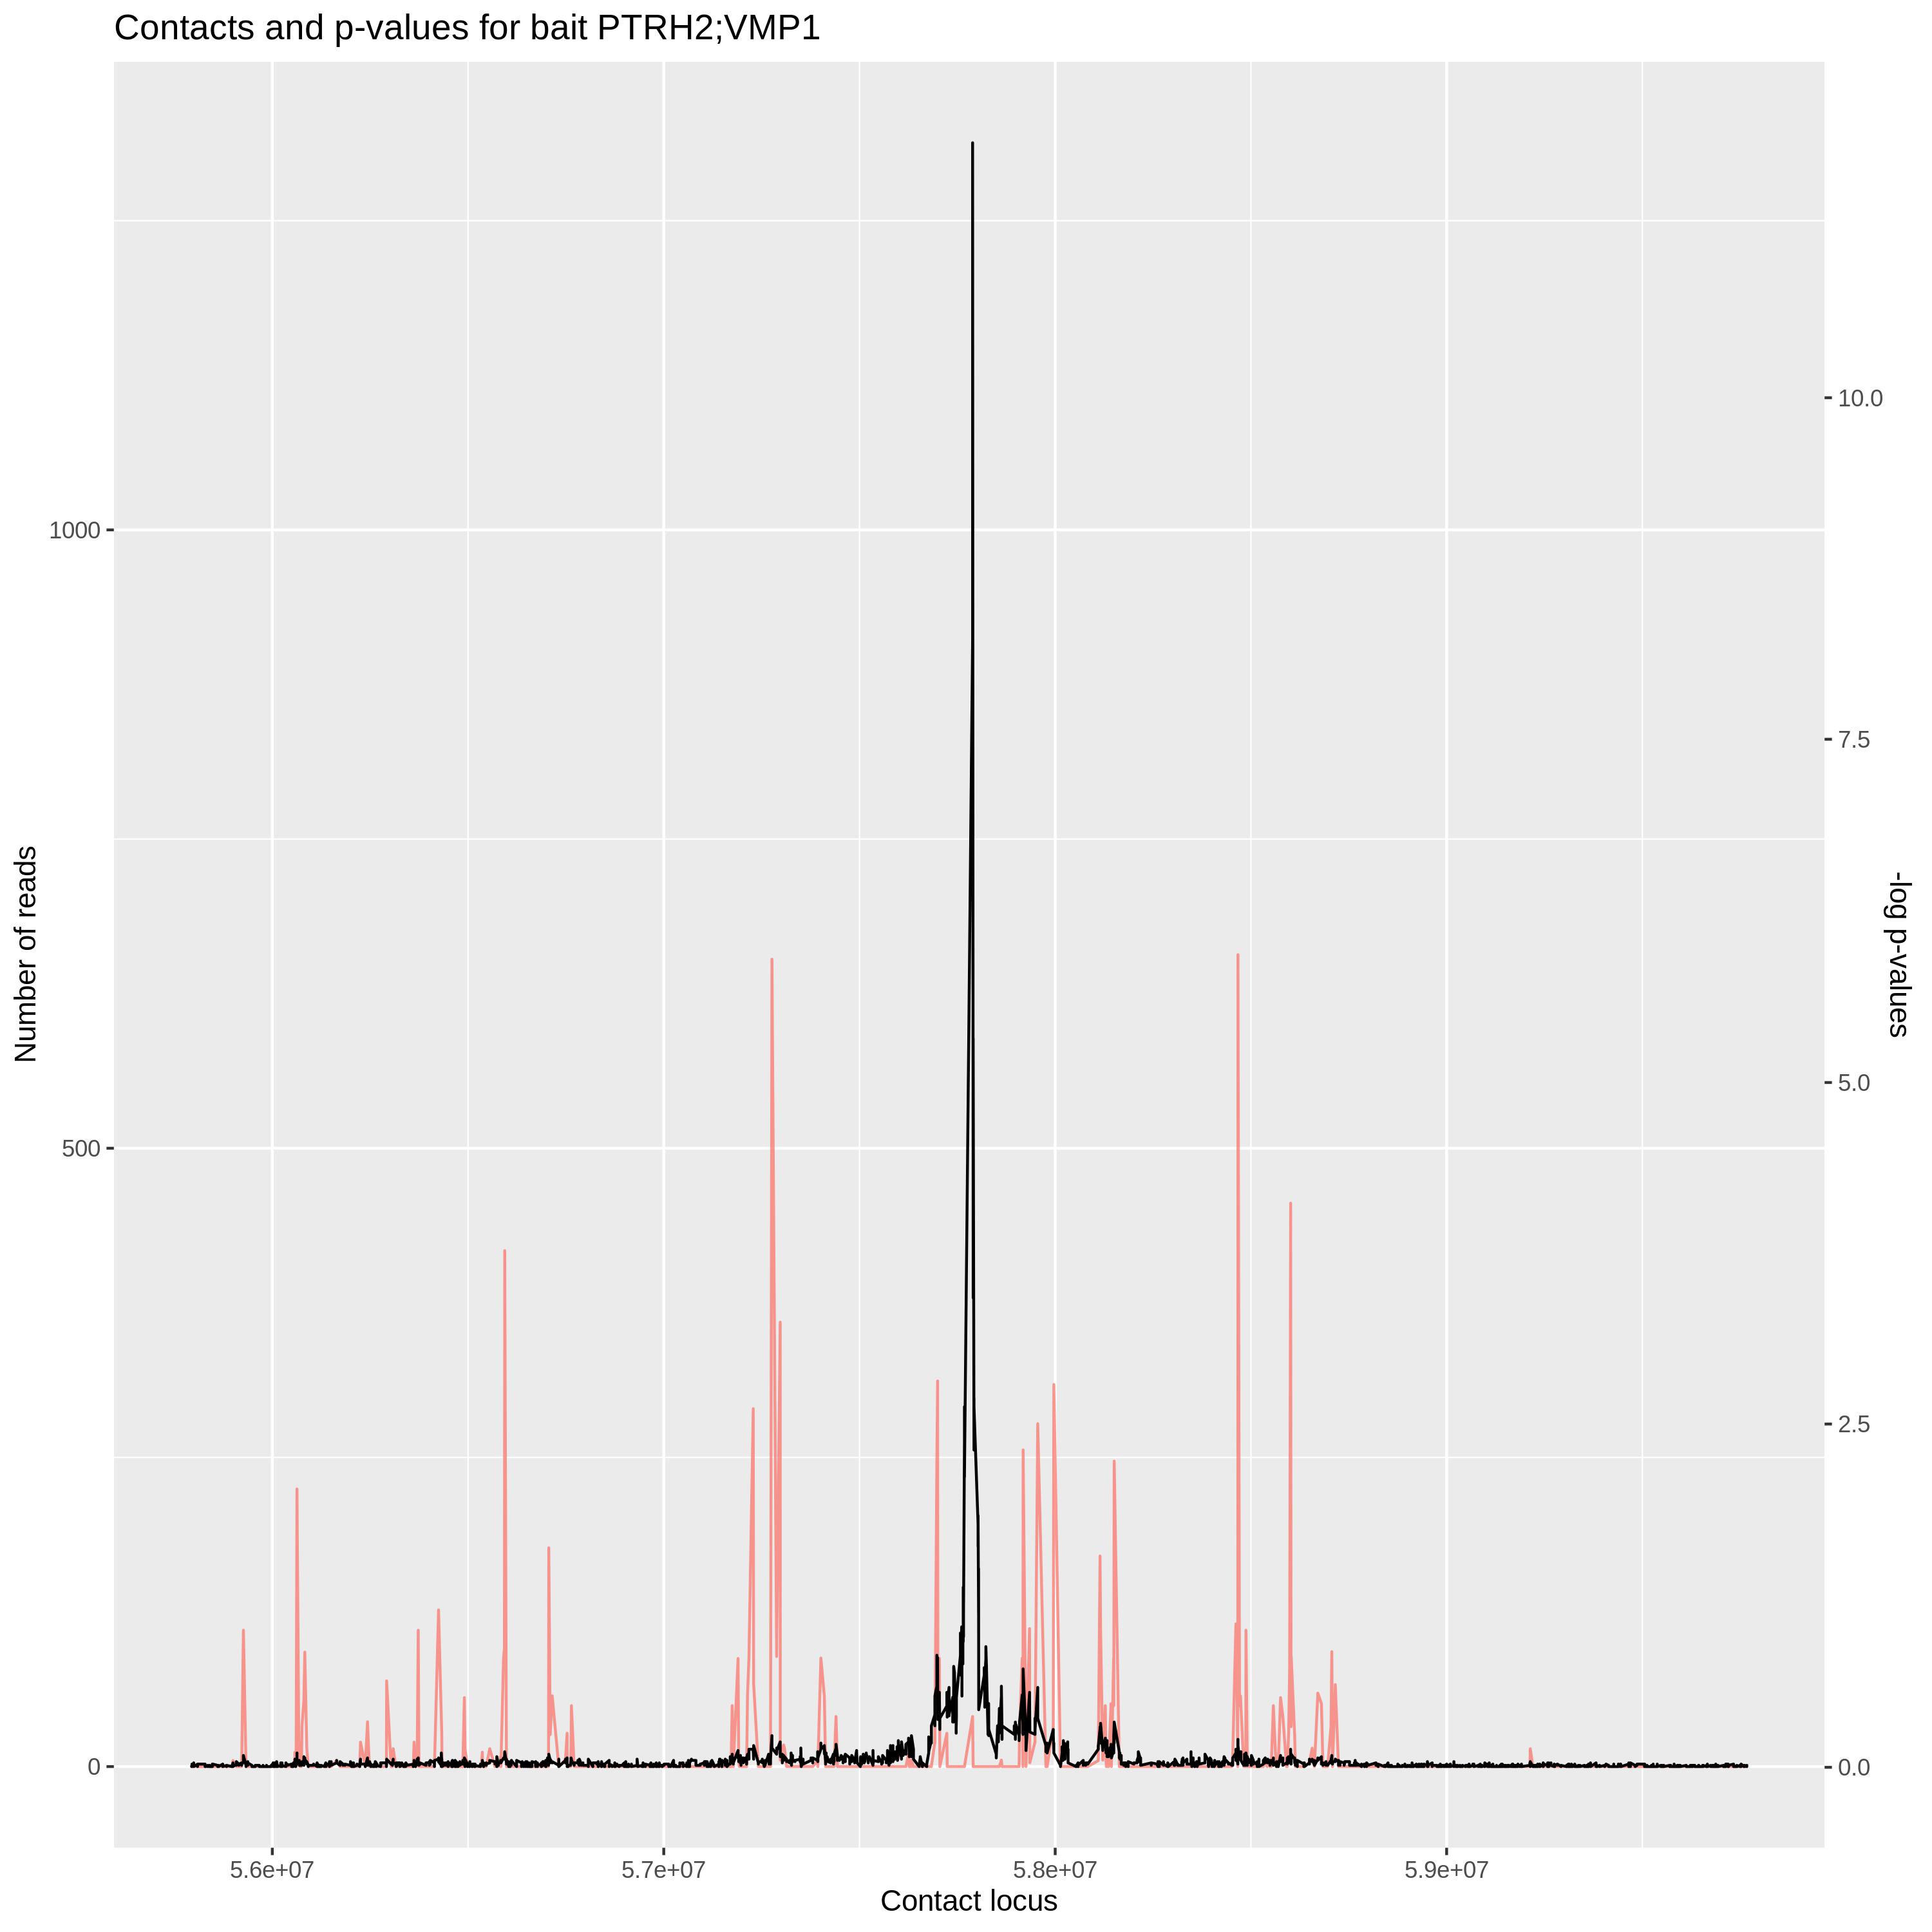 Contacts and p-values for bait PTRH2;VMP1
1000
500
0
Number of reads
10.0
7.5
5.0
2.5
0.0
-log p-values
5.6e+07
5.7e+07
5.8e+07
5.9e+07
Contact locus